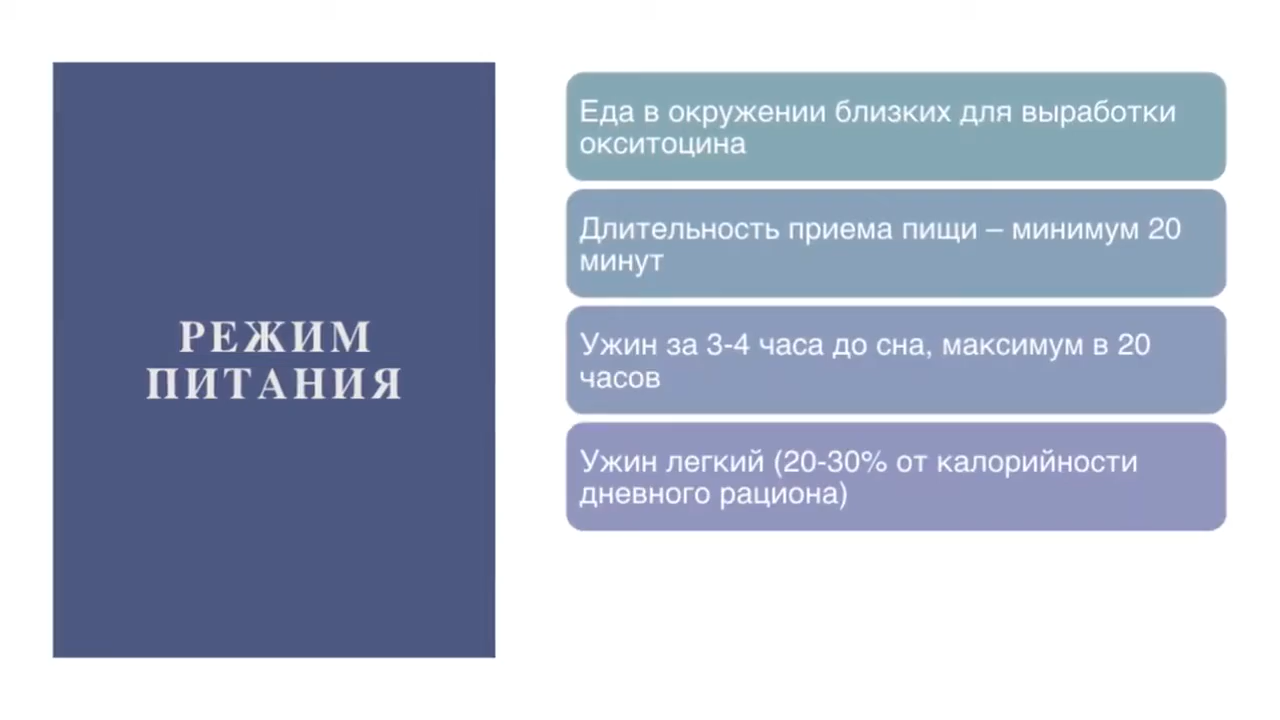 РЕЖИМ
ПИТАНИЯ
Еда в окружении близких для выработки
окситоцина
Длительность приема пищи – минимум 20
минут
Ужин за 3-4 часа до сна, максимум в 20
часов
Ужин легкий (20-30% от калорийности
дневного рациона)